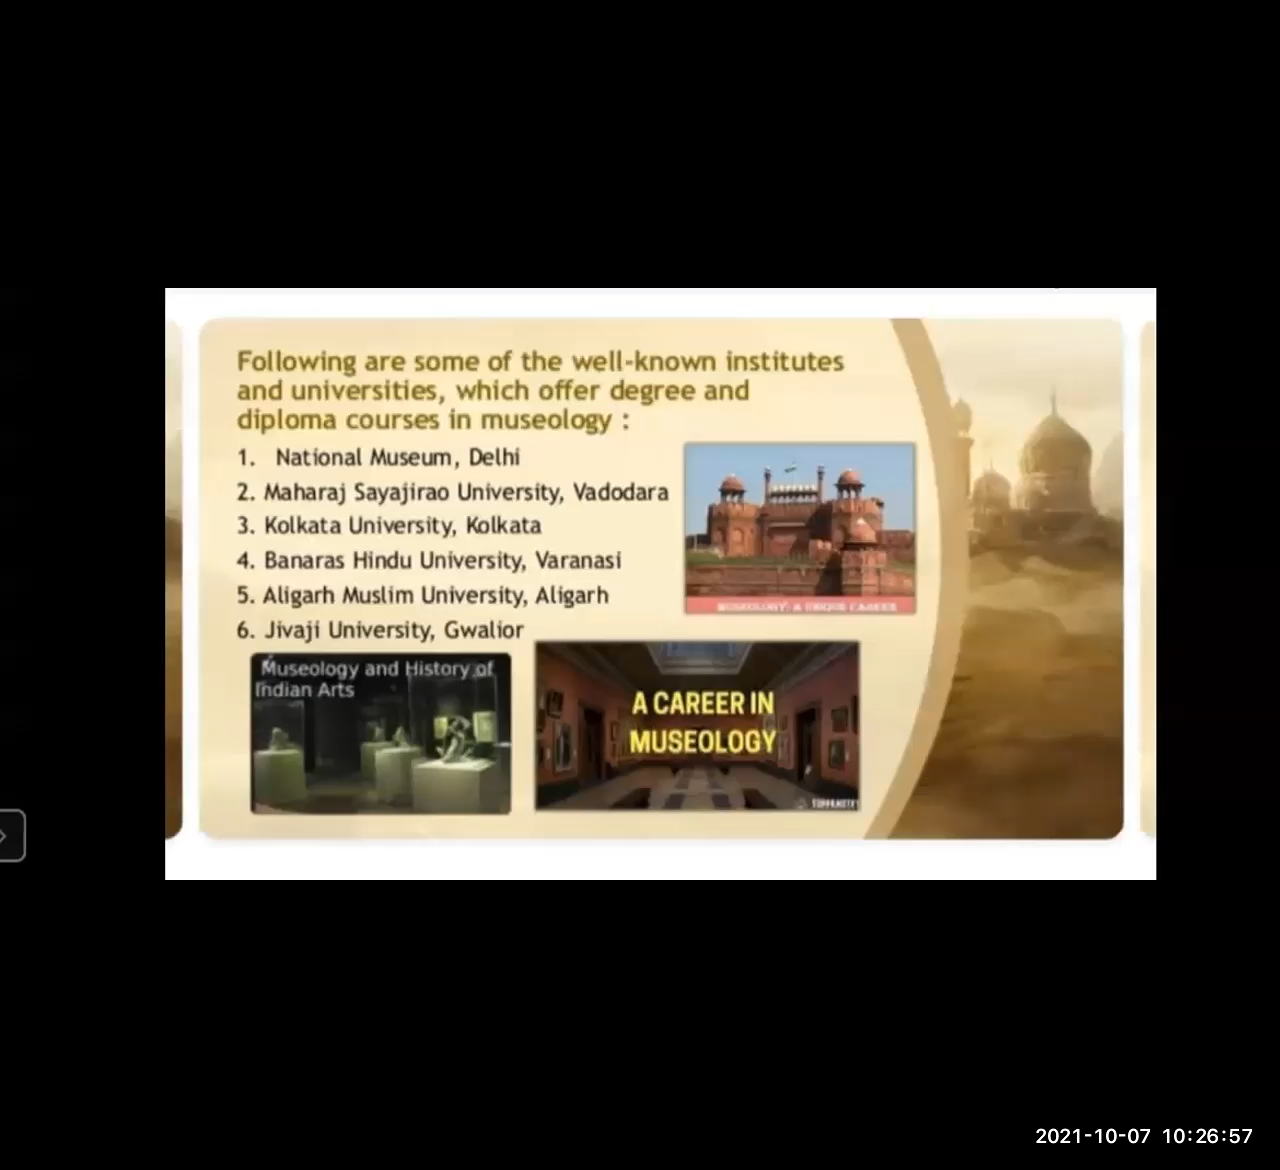 Following are some of the well-known institutes
and universities, which offer degree and
diploma courses in museology :
1. National Museum, Delhi
2. Maharaj Sayajirao University, Vadodara
3. Kolkata University, Kolkata
4. Banaras Hindu University, Varanasi
5. Aligarh Muslim University, Aligarh
6. Jivaji University, Gwalior
MUSEOLOGY: A UNIQUE CAREER
Museology and History of
Indian Arts
A CAREER IN
MUSEOLOGY
2021-10-07 10:26:57